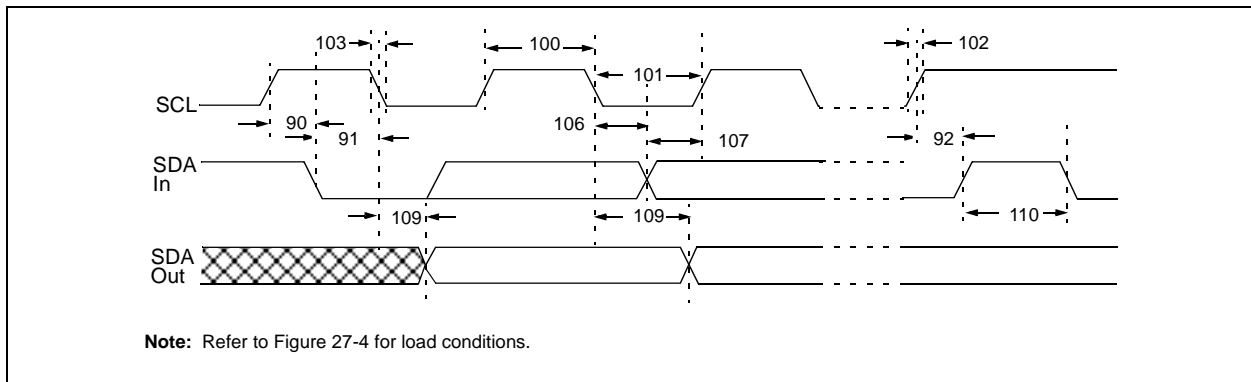 103
100
102
101
SCL
90
91
106
107
92
SDA
In
109
109
110
SDA
Out
Note: Refer to Figure 27-4 for load conditions.